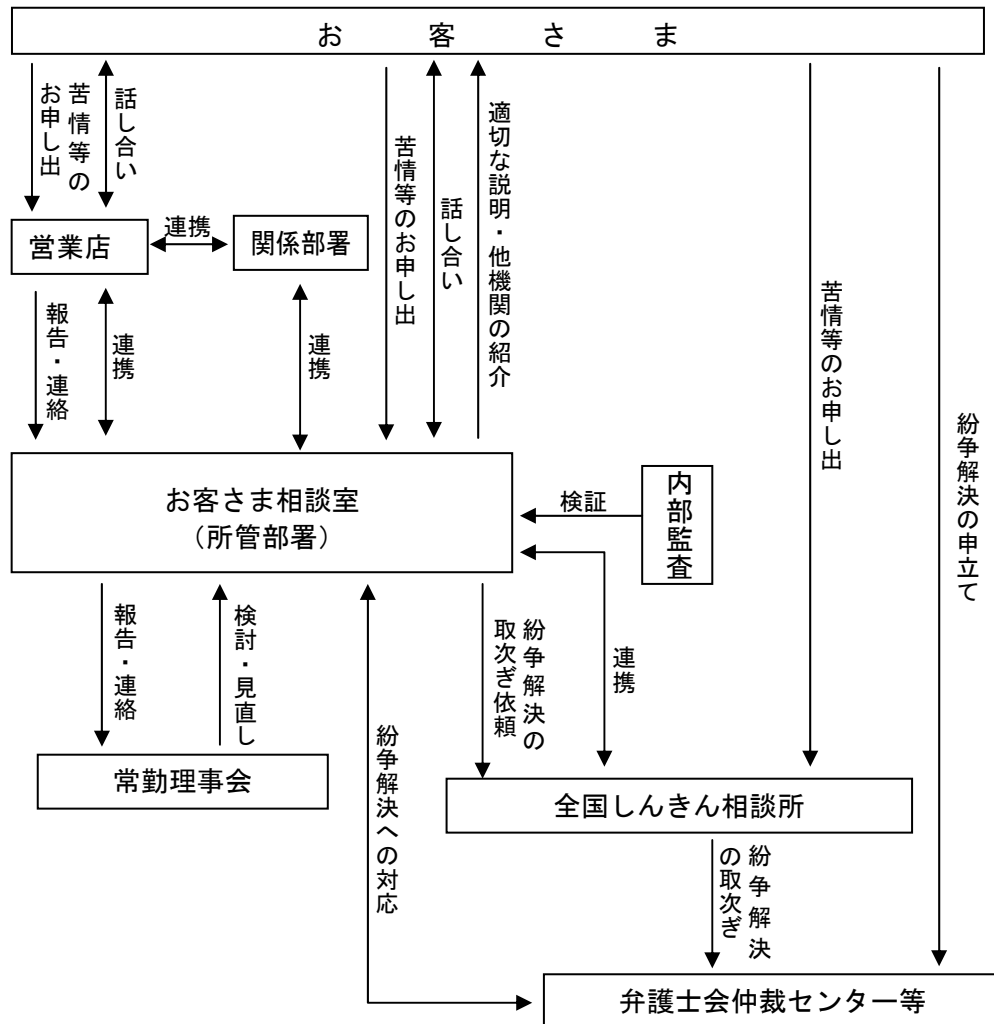 お客さま
苦情等の
お申し出
話し合い
苦情等のお申し出
話し合い
適切な説明・他機関の紹介
苦情等のお申し出
紛争解決の申立て
営業店
連携
関係部署
報告・連絡
連携
連携
お客さま相談室
（所管部署）
検証
内部監査
報告・連絡
検討・見直し
紛争解決への対応
紛争解決の
取次ぎ依頼
連携
常勤理事会
全国しんきん相談所
紛争解決
の取次ぎ
弁護士会仲裁センター等